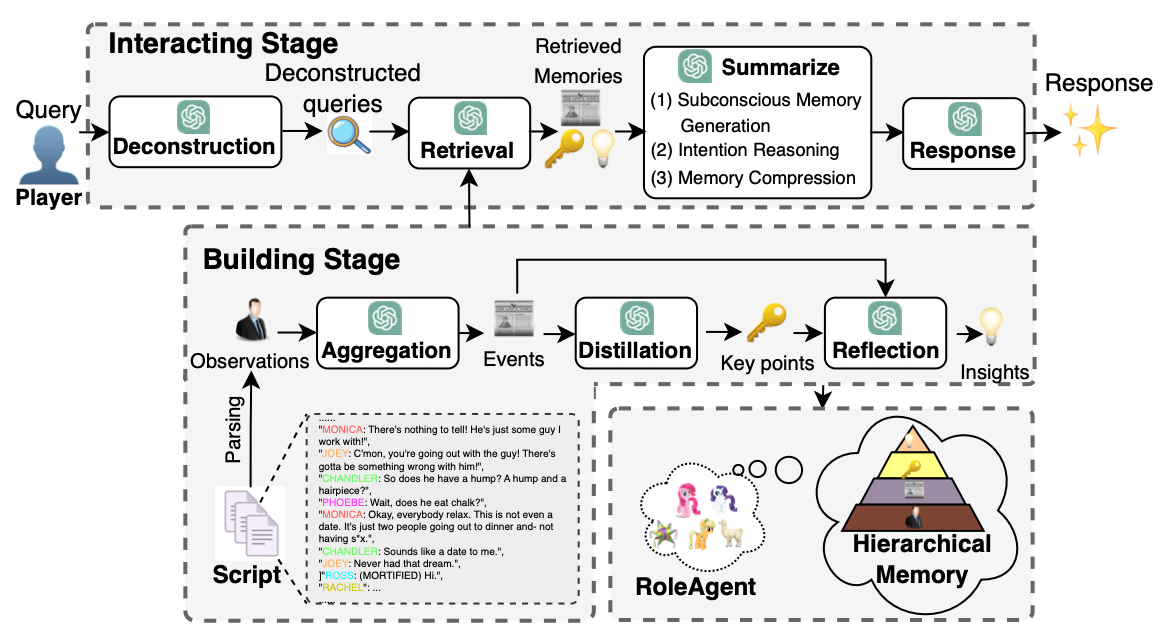 Interacting Stage
Query
Player
Deconstruction
Deconstructed
queries
Retrieval
Retrieved
Memories
Summarize
(1) Subconscious Memory
Generation
(2) Intention Reasoning
(3) Memory Compression
Response
Response
Building Stage
Observations
Aggregation
Events
Distillation
Key points
Reflection
Insights
Parsing
Script
......
"MONICA: There's nothing to tell! He's just some guy I
work with!",
"JOEY: C'mon, you're going out with the guy! There's
gotta be something wrong with him!",
"CHANDLER: So does he have a hump? A hump and a
hairpiece?",
"PHOEBE: Wait, does he eat chalk?",
"MONICA: Okay, everybody relax. This is not even a
date. It's just two people going out to dinner and- not
having s*x.",
"CHANDLER: Sounds like a date to me.",
"JOEY: Never had that dream.",
]"ROSS: (MORTIFIED) Hi.",
"RACHEL": ...
......
RoleAgent
Hierarchical
Memory